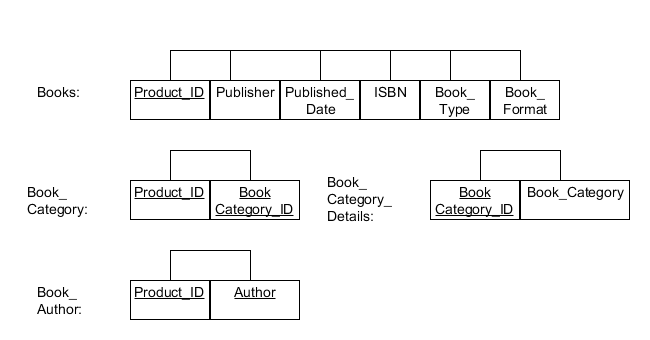 Books:
Product_ID
Publisher
Published_
Date
ISBN
Book_
Type
Book_
Format
Book_
Category:
Product_ID
Book
Category_ID
Book_
Category_
Details:
Book
Category_ID
Book_Category
Book_
Author:
Product_ID
Author